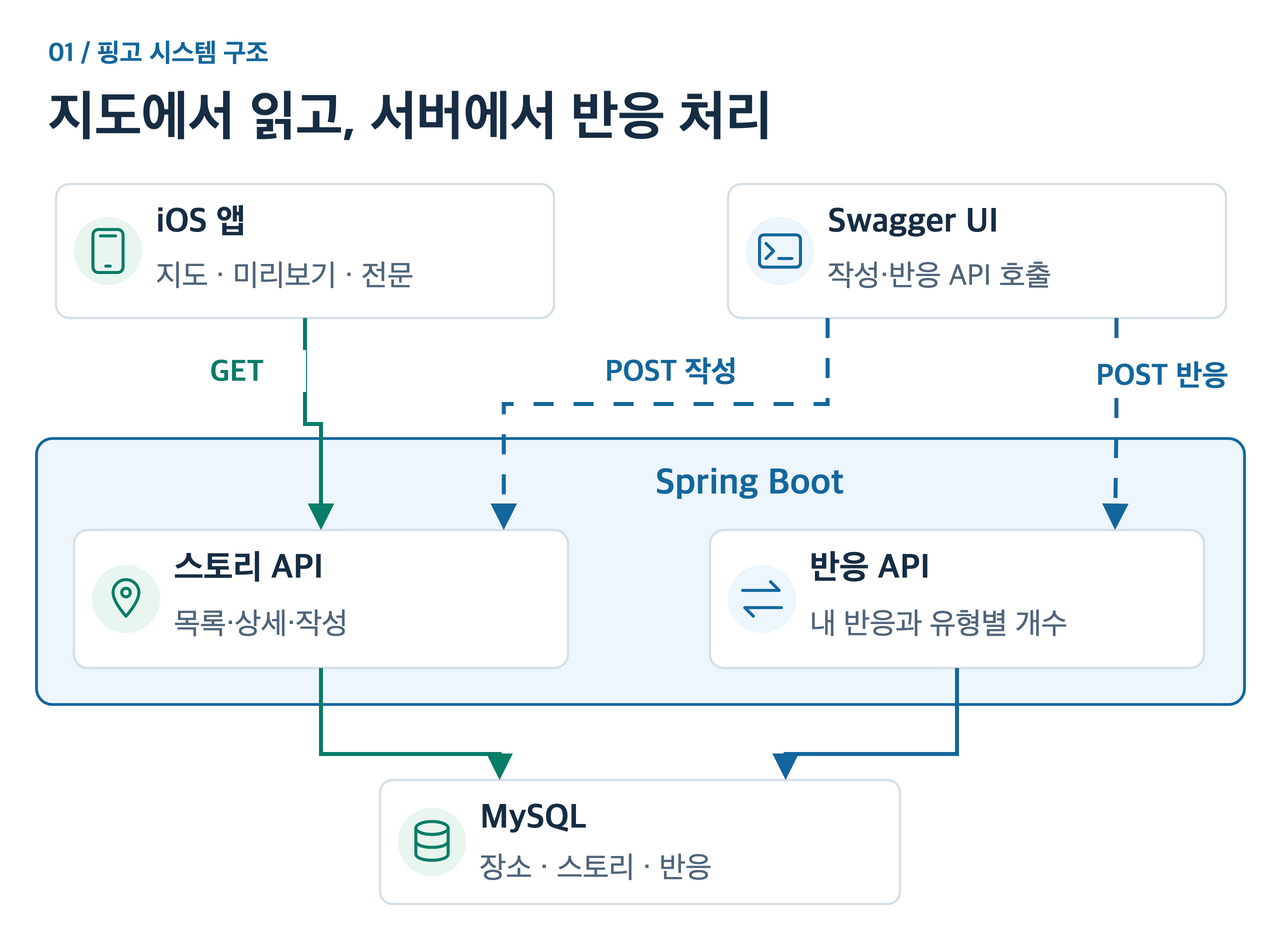 01 / 핑고 시스템 구조
지도에서 읽고, 서버에서 반응 처리
iOS 앱
지도 · 미리보기 · 전문
Swagger UI
작성·반응 API 호출
GET
POST 작성
POST 반응
Spring Boot
스토리 API
목록·상세·작성
반응 API
내 반응과 유형별 개수
MySQL
장소 · 스토리 · 반응